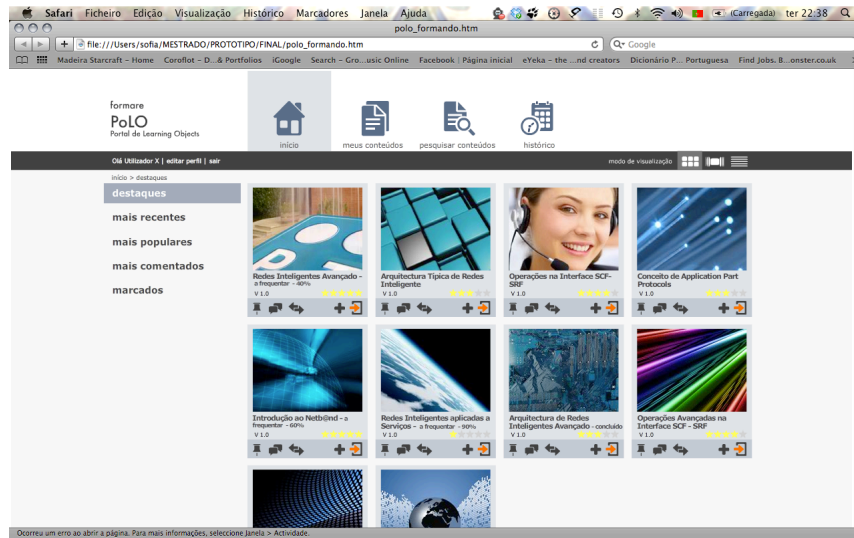 Safari Ficheiro Edição Visualização Histórico Marcadores Janela Ajuda (Carregada) ter 22:38
polo_formando.htm
file:///Users/sofia/MESTRADO/PROTOTIPO/FINAL/polo_formando.htm Google
Madeira Starcraft – Home Coroflot – D...& Portfolios iGoogle Search – Gro...usic Online Facebook | Página inicial eYeka – the ...nd creators Dicionário P... Portuguesa Find Jobs. B...onster.co.uk
formare
PoLO
Portal de Learning Objects
início meus conteúdos pesquisar conteúdos histórico
Olá Utilizador X | editar perfil | sair modo de visualização
início > destaques
destaques
mais recentes
mais populares
mais comentados
marcados
Redes Inteligentes Avançado -
a frequentar - 40%
V 1.0
Arquitectura Típica de Redes
Inteligente
V 1.0
Operações na Interface SCF-
SRF
V 1.0
Conceito de Application Part
Protocols
V 1.0
Introdução ao Netb@nd - a
frequentar - 60%
V 1.0
Redes Inteligentes aplicadas a
Serviços - a frequentar - 90%
V 1.0
Arquitectura de Redes
Inteligentes Avançado - concluído
V 1.0
Operações Avançadas na
Interface SCF - SRF
V 1.0
Ocorreu um erro ao abrir a página. Para mais informações, seleccione Janela > Actividade.